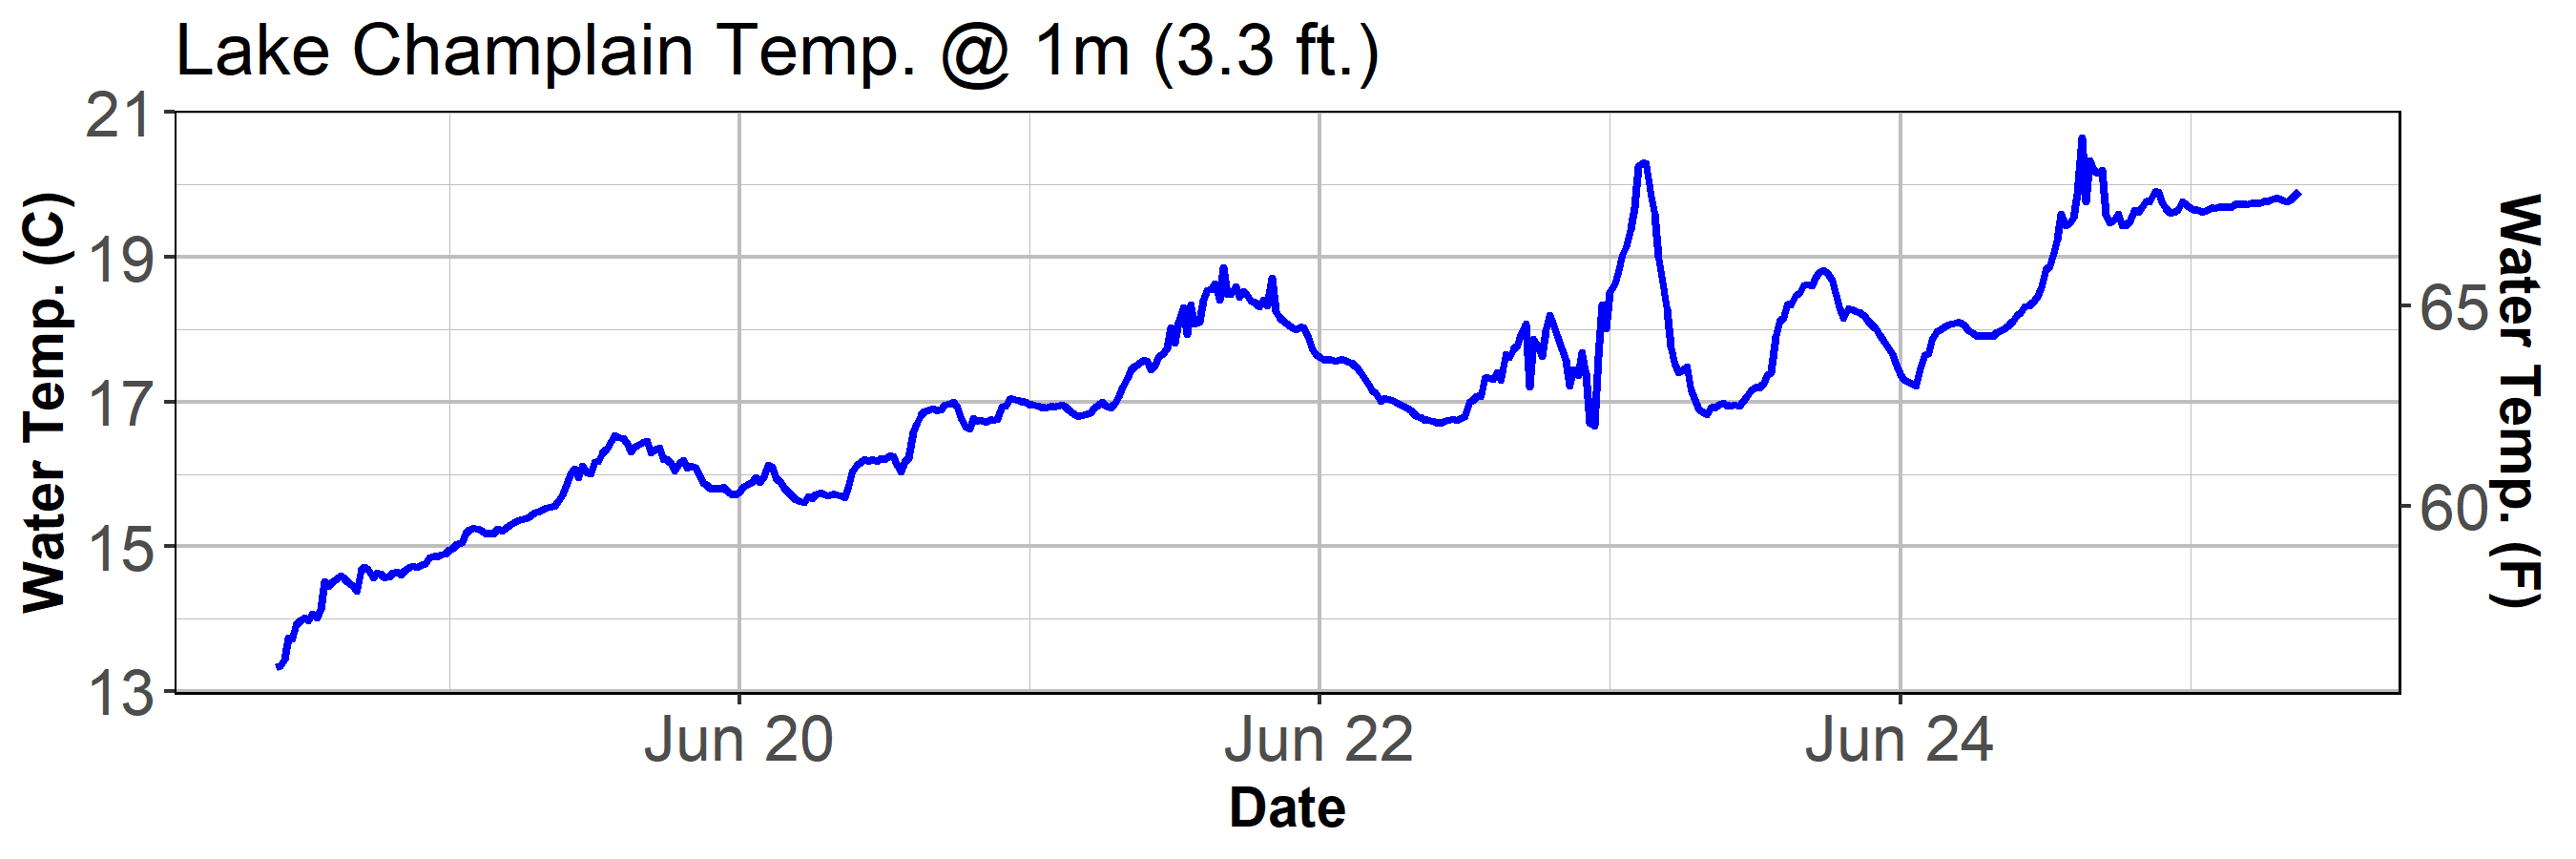 Lake Champlain Temp. @ 1m (3.3 ft.)
21
19
17
15
13
Water Temp. (C)
65
60
Water Temp. (F)
Jun 20
Jun 22
Jun 24
Date